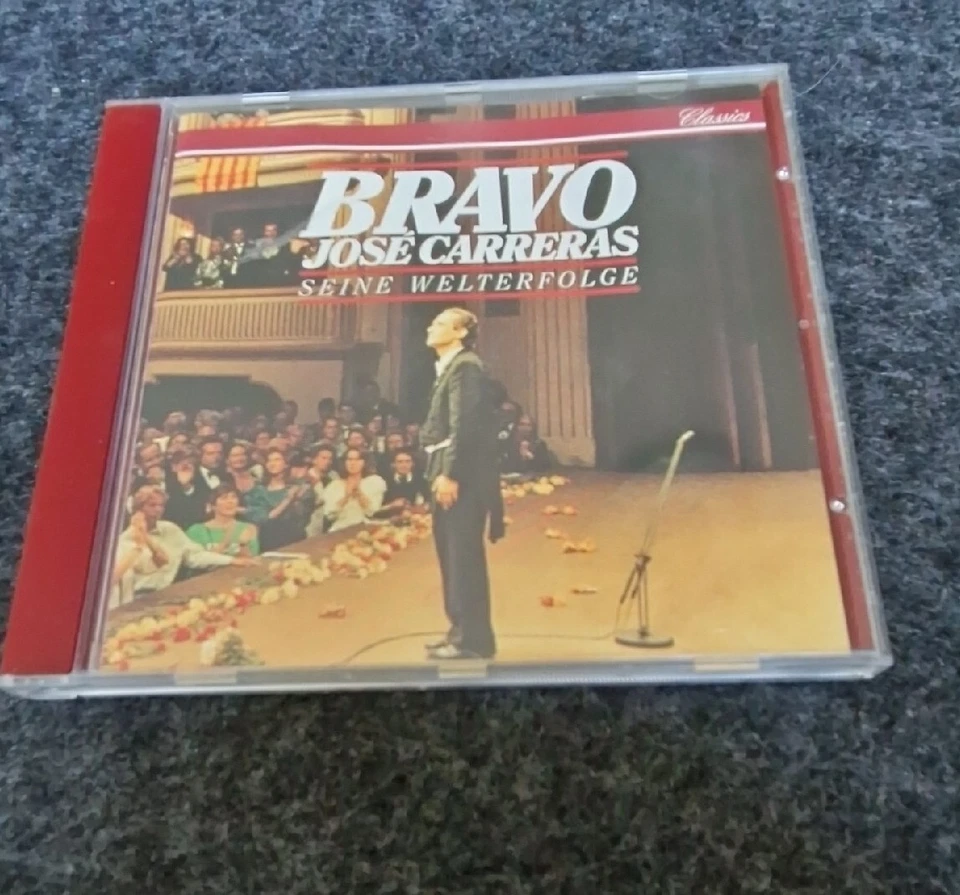 Classics
BRAVO
JOSÉ CARRERAS
SEINE WELTERFOLGE